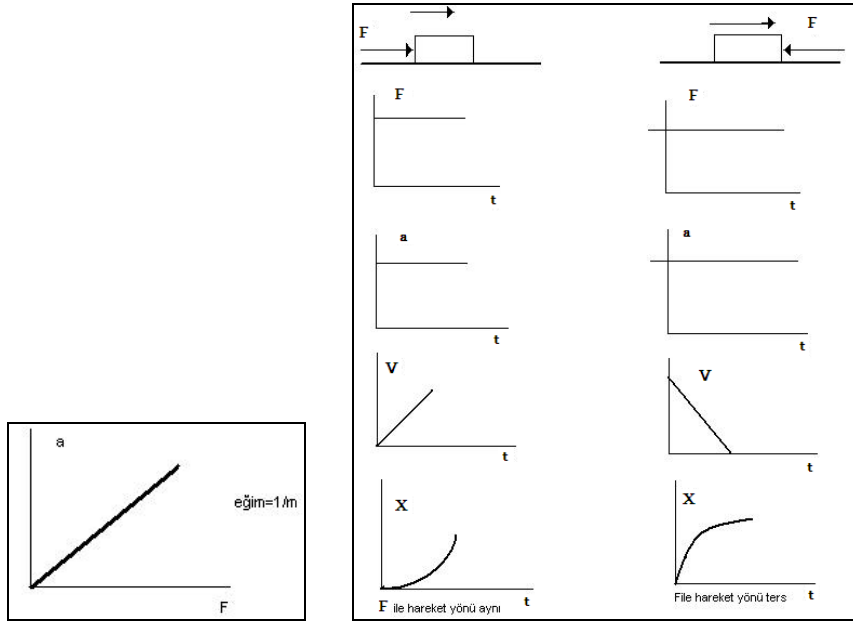 a
eğim=1/m
F
F
F
F
t
F
t
a
t
a
t
V
t
V
t
X
t
F ile hareket yönü aynı
X
t
File hareket yönü ters